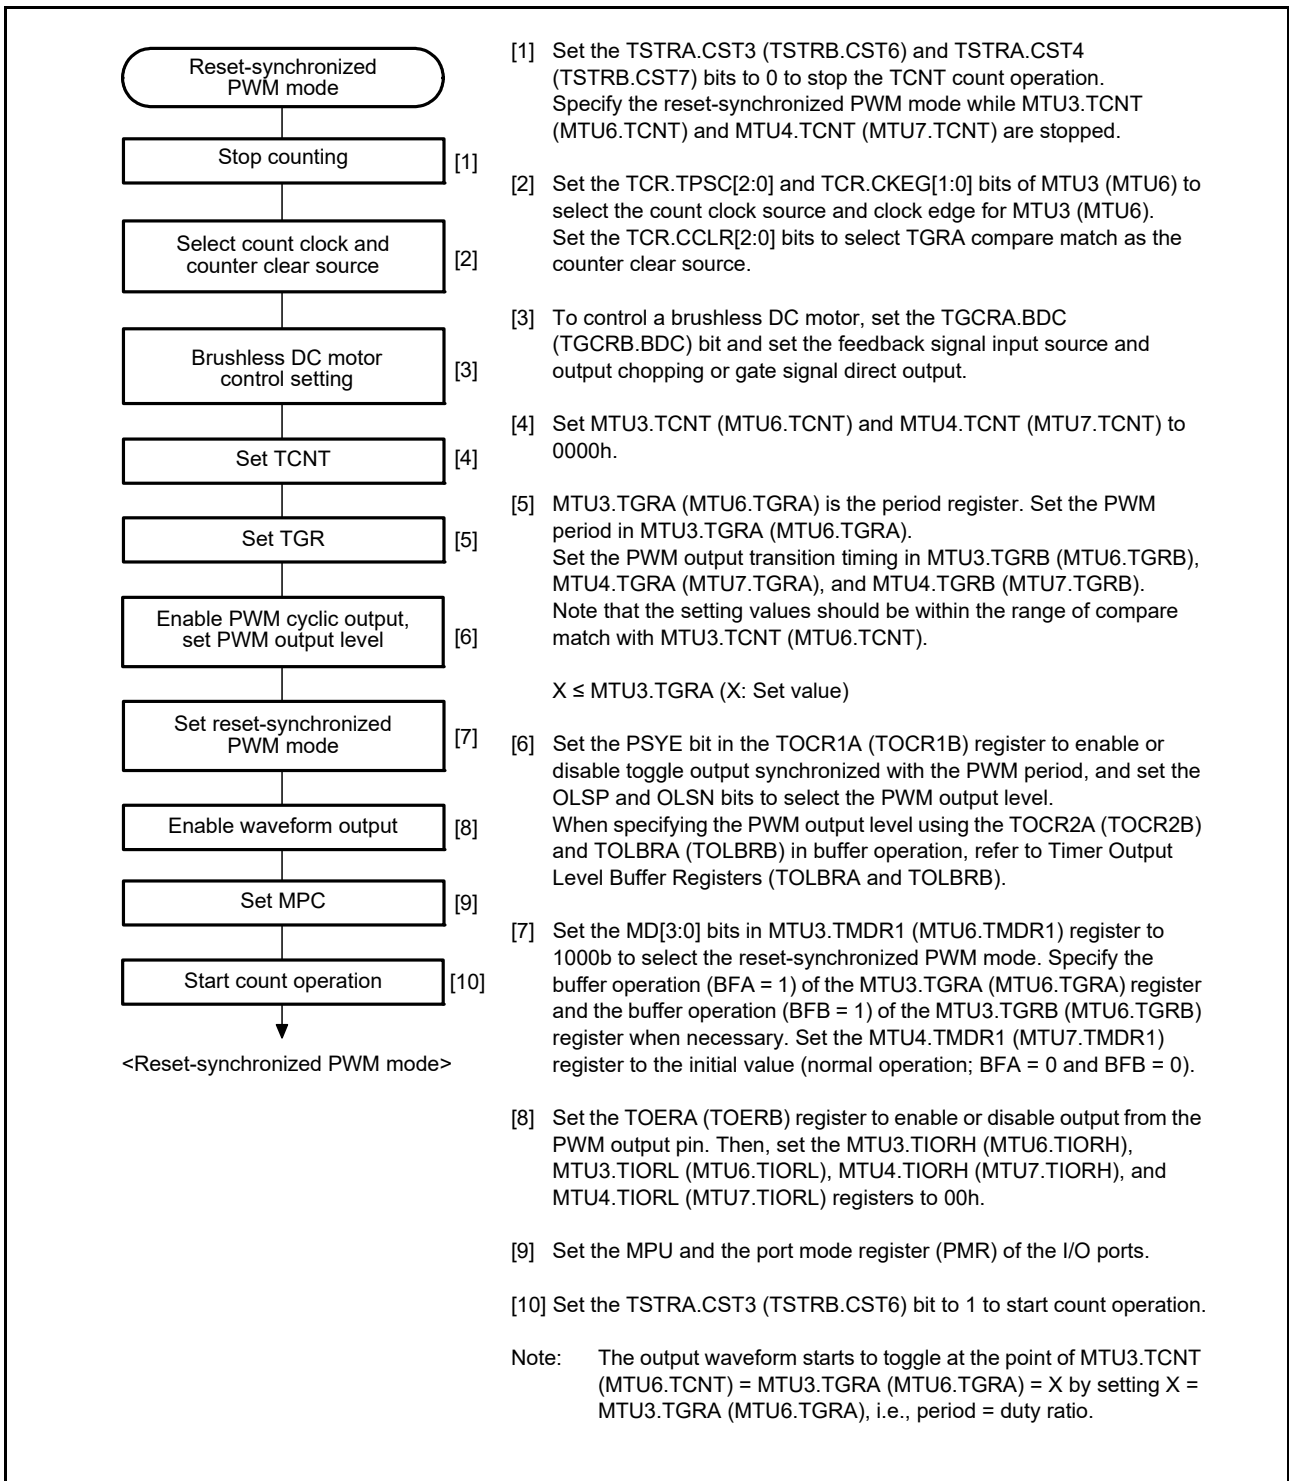 Reset-synchronized
PWM mode
Stop counting
[1]
Select count clock and
counter clear source
[2]
Brushless DC motor
control setting
[3]
Set TCNT
[4]
Set TGR
[5]
Enable PWM cyclic output,
set PWM output level
[6]
Set reset-synchronized
PWM mode
[7]
Enable waveform output
[8]
Set MPC
[9]
Start count operation
[10]
<Reset-synchronized PWM mode>
[1] Set the TSTRA.CST3 (TSTRB.CST6) and TSTRA.CST4
(TSTRB.CST7) bits to 0 to stop the TCNT count operation.
Specify the reset-synchronized PWM mode while MTU3.TCNT
(MTU6.TCNT) and MTU4.TCNT (MTU7.TCNT) are stopped.
[2] Set the TCR.TPSC[2:0] and TCR.CKEG[1:0] bits of MTU3 (MTU6) to
select the count clock source and clock edge for MTU3 (MTU6).
Set the TCR.CCLR[2:0] bits to select TGRA compare match as the
counter clear source.
[3] To control a brushless DC motor, set the TGCRA.BDC
(TGCRB.BDC) bit and set the feedback signal input source and
output chopping or gate signal direct output.
[4] Set MTU3.TCNT (MTU6.TCNT) and MTU4.TCNT (MTU7.TCNT) to
0000h.
[5] MTU3.TGRA (MTU6.TGRA) is the period register. Set the PWM
period in MTU3.TGRA (MTU6.TGRA).
Set the PWM output transition timing in MTU3.TGRB (MTU6.TGRB),
MTU4.TGRA (MTU7.TGRA), and MTU4.TGRB (MTU7.TGRB).
Note that the setting values should be within the range of compare
match with MTU3.TCNT (MTU6.TCNT).
X ≤ MTU3.TGRA (X: Set value)
[6] Set the PSYE bit in the TOCR1A (TOCR1B) register to enable or
disable toggle output synchronized with the PWM period, and set the
OLSP and OLSN bits to select the PWM output level.
When specifying the PWM output level using the TOCR2A (TOCR2B)
and TOLBRA (TOLBRB) in buffer operation, refer to Timer Output
Level Buffer Registers (TOLBRA and TOLBRB).
[7] Set the MD[3:0] bits in MTU3.TMDR1 (MTU6.TMDR1) register to
1000b to select the reset-synchronized PWM mode. Specify the
buffer operation (BFA = 1) of the MTU3.TGRA (MTU6.TGRA) register
and the buffer operation (BFB = 1) of the MTU3.TGRB (MTU6.TGRB)
register when necessary. Set the MTU4.TMDR1 (MTU7.TMDR1)
register to the initial value (normal operation; BFA = 0 and BFB = 0).
[8] Set the TOERA (TOERB) register to enable or disable output from the
PWM output pin. Then, set the MTU3.TIORH (MTU6.TIORH),
MTU3.TIORL (MTU6.TIORL), MTU4.TIORH (MTU7.TIORH), and
MTU4.TIORL (MTU7.TIORL) registers to 00h.
[9] Set the MPU and the port mode register (PMR) of the I/O ports.
[10] Set the TSTRA.CST3 (TSTRB.CST6) bit to 1 to start count operation.
Note: The output waveform starts to toggle at the point of MTU3.TCNT
(MTU6.TCNT) = MTU3.TGRA (MTU6.TGRA) = X by setting X =
MTU3.TGRA (MTU6.TGRA), i.e., period = duty ratio.